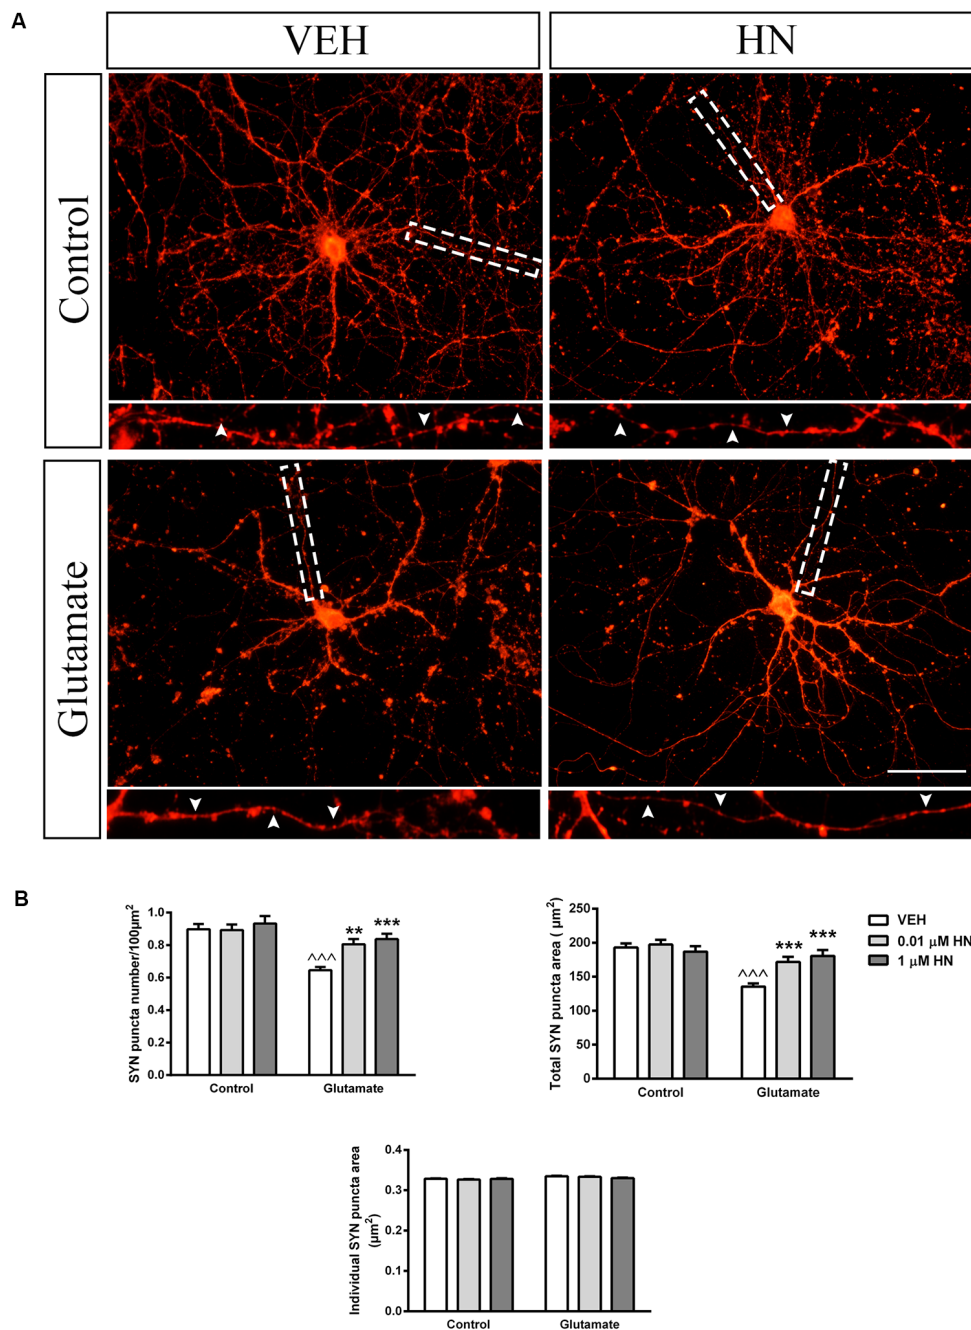 A
VEH
HN
Control
Glutamate
B
SYN puncta number/100µm²
1.0
0.8
0.6
0.4
0.2
0.0
^^^
**
***
Control
Glutamate
Total SYN puncta area ( µm²)
250
200
150
100
50
0
^^^
***
***
Control
Glutamate
VEH
0.01 µM HN
1 µM HN
Individual SYN puncta area
(µm²)
0.4
0.3
0.2
0.1
0.0
Control
Glutamate